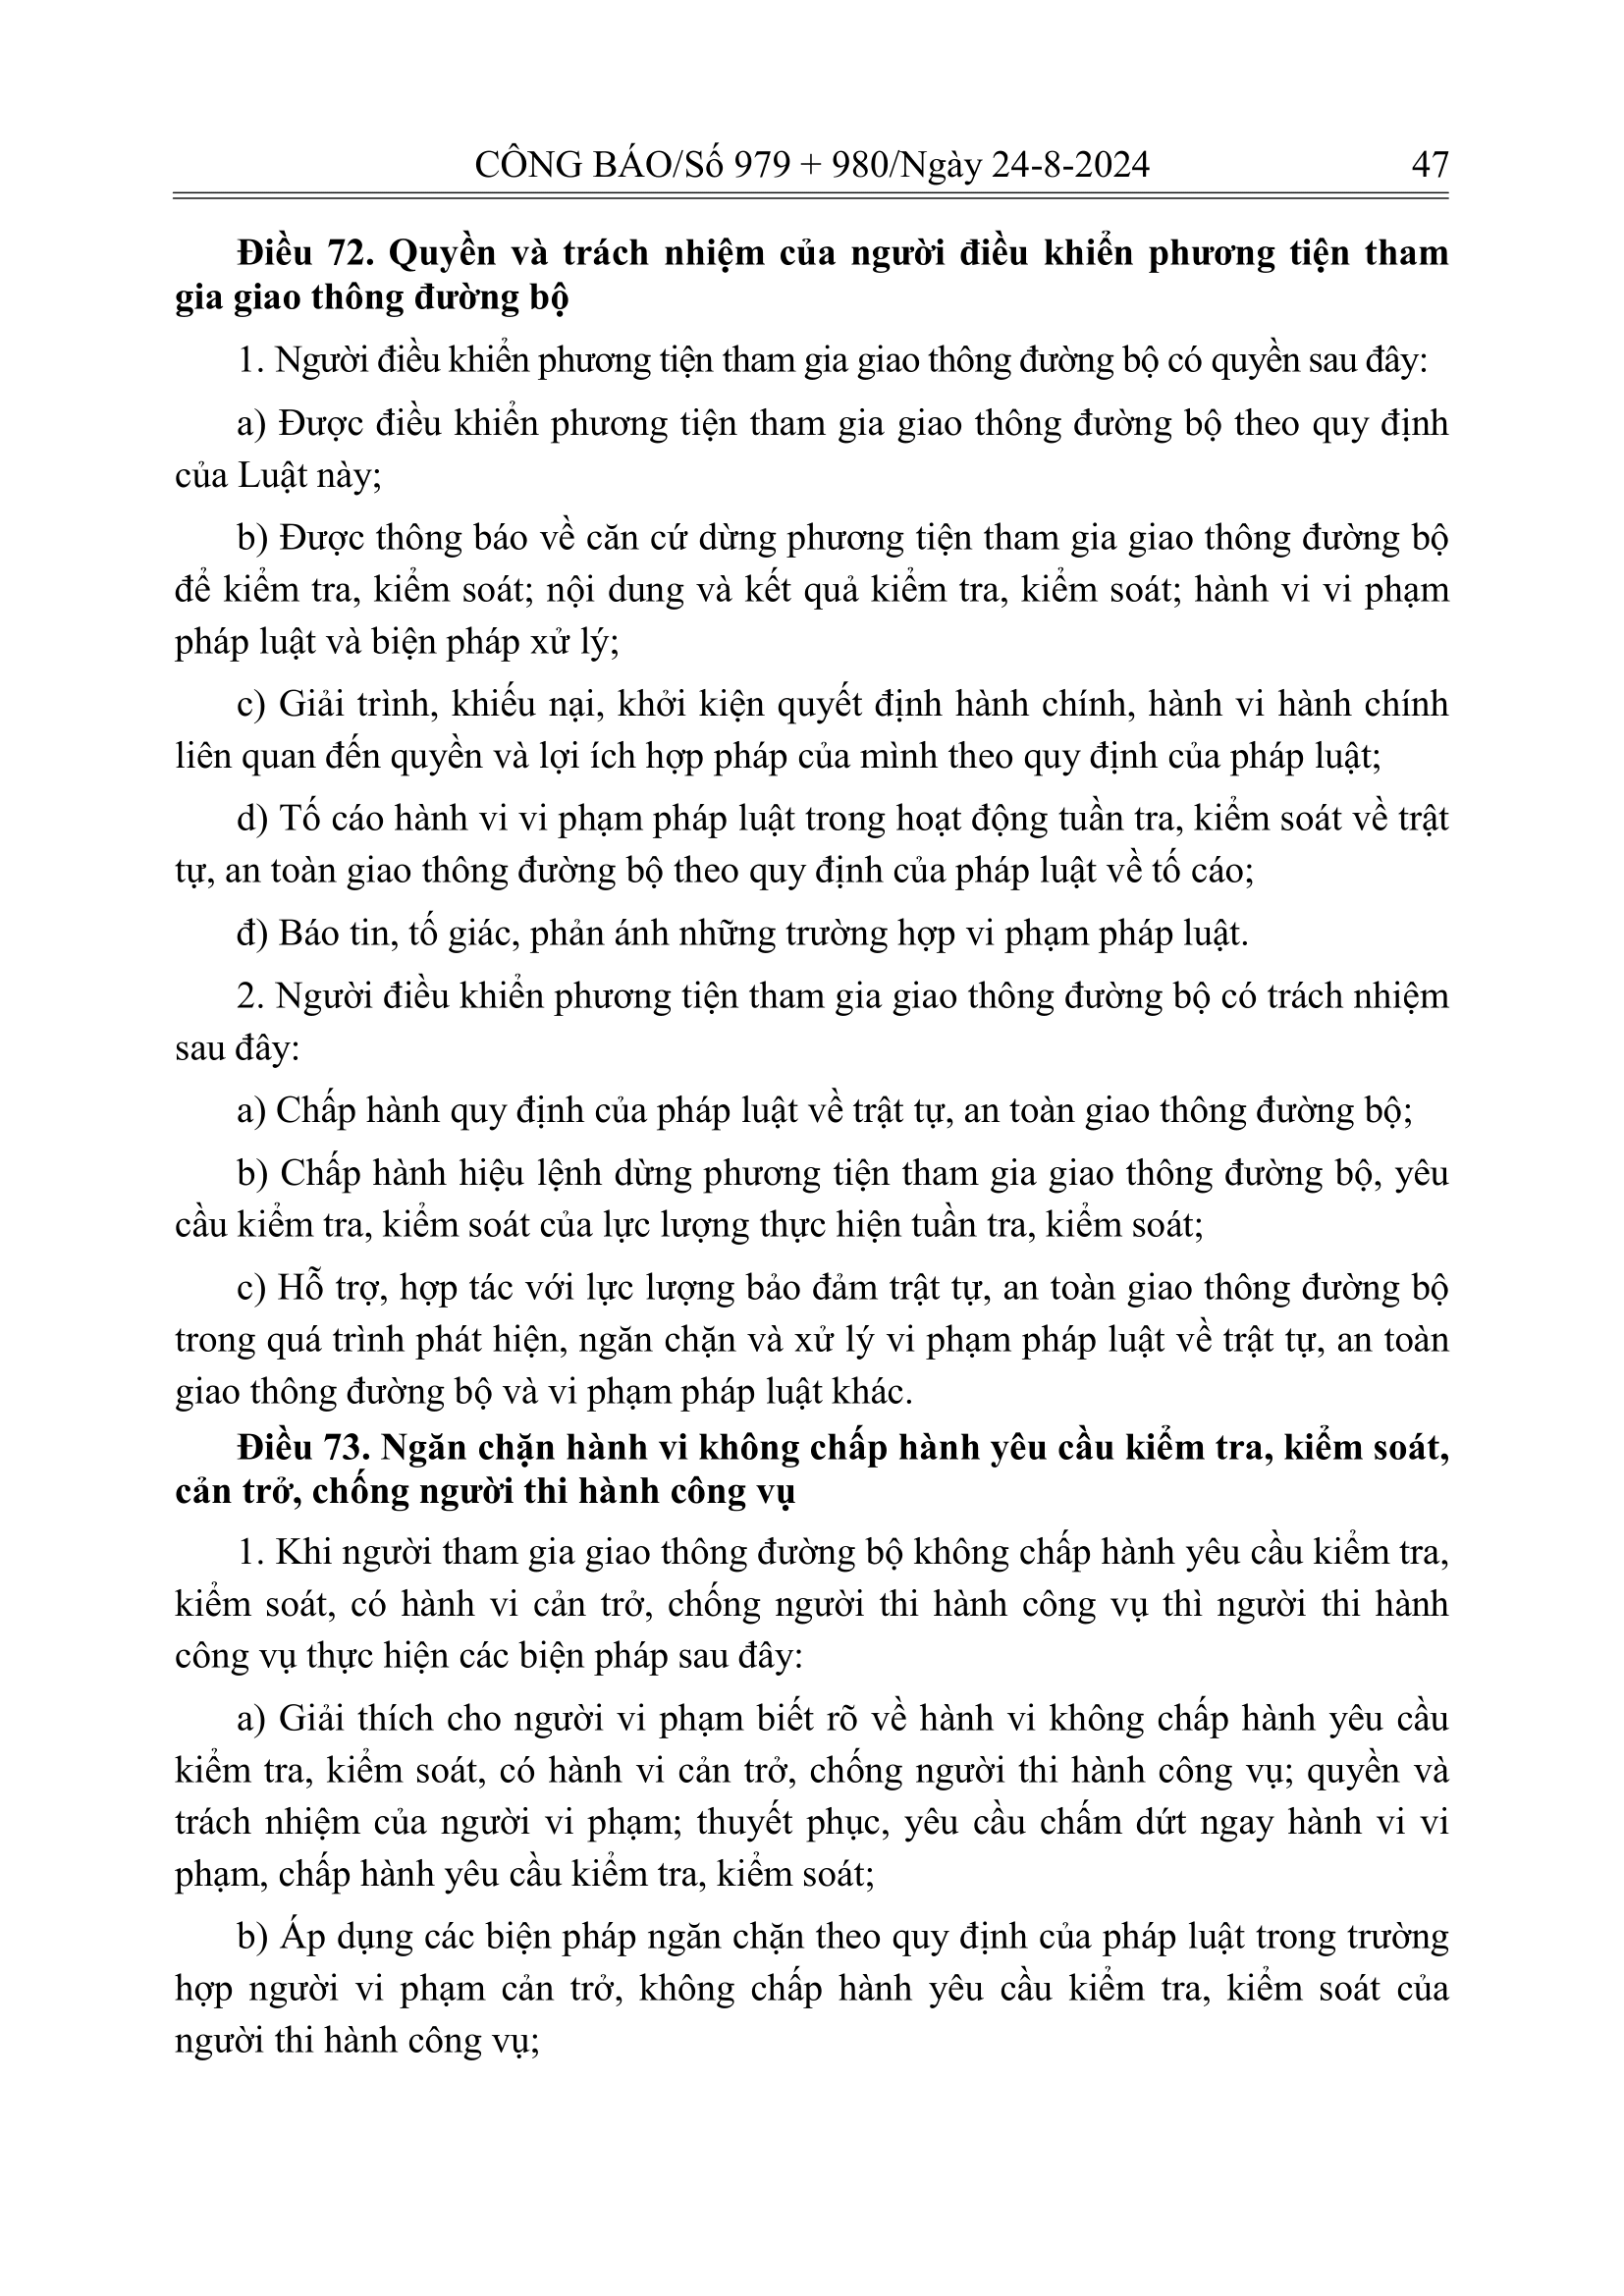 CÔNG BÁO/Số 979 + 980/Ngày 24-8-2024 47
Điều 72. Quyền và trách nhiệm của người điều khiển phương tiện tham
gia giao thông đường bộ
1. Người điều khiển phương tiện tham gia giao thông đường bộ có quyền sau đây:
a) Được điều khiển phương tiện tham gia giao thông đường bộ theo quy định
của Luật này;
b) Được thông báo về căn cứ dừng phương tiện tham gia giao thông đường bộ
để kiểm tra, kiểm soát; nội dung và kết quả kiểm tra, kiểm soát; hành vi vi phạm
pháp luật và biện pháp xử lý;
c) Giải trình, khiếu nại, khởi kiện quyết định hành chính, hành vi hành chính
liên quan đến quyền và lợi ích hợp pháp của mình theo quy định của pháp luật;
d) Tố cáo hành vi vi phạm pháp luật trong hoạt động tuần tra, kiểm soát về trật
tự, an toàn giao thông đường bộ theo quy định của pháp luật về tố cáo;
đ) Báo tin, tố giác, phản ánh những trường hợp vi phạm pháp luật.
2. Người điều khiển phương tiện tham gia giao thông đường bộ có trách nhiệm
sau đây:
a) Chấp hành quy định của pháp luật về trật tự, an toàn giao thông đường bộ;
b) Chấp hành hiệu lệnh dừng phương tiện tham gia giao thông đường bộ, yêu
cầu kiểm tra, kiểm soát của lực lượng thực hiện tuần tra, kiểm soát;
c) Hỗ trợ, hợp tác với lực lượng bảo đảm trật tự, an toàn giao thông đường bộ
trong quá trình phát hiện, ngăn chặn và xử lý vi phạm pháp luật về trật tự, an toàn
giao thông đường bộ và vi phạm pháp luật khác.
Điều 73. Ngăn chặn hành vi không chấp hành yêu cầu kiểm tra, kiểm soát,
cản trở, chống người thi hành công vụ
1. Khi người tham gia giao thông đường bộ không chấp hành yêu cầu kiểm tra,
kiểm soát, có hành vi cản trở, chống người thi hành công vụ thì người thi hành
công vụ thực hiện các biện pháp sau đây:
a) Giải thích cho người vi phạm biết rõ về hành vi không chấp hành yêu cầu
kiểm tra, kiểm soát, có hành vi cản trở, chống người thi hành công vụ; quyền và
trách nhiệm của người vi phạm; thuyết phục, yêu cầu chấm dứt ngay hành vi vi
phạm, chấp hành yêu cầu kiểm tra, kiểm soát;
b) Áp dụng các biện pháp ngăn chặn theo quy định của pháp luật trong trường
hợp người vi phạm cản trở, không chấp hành yêu cầu kiểm tra, kiểm soát của
người thi hành công vụ;